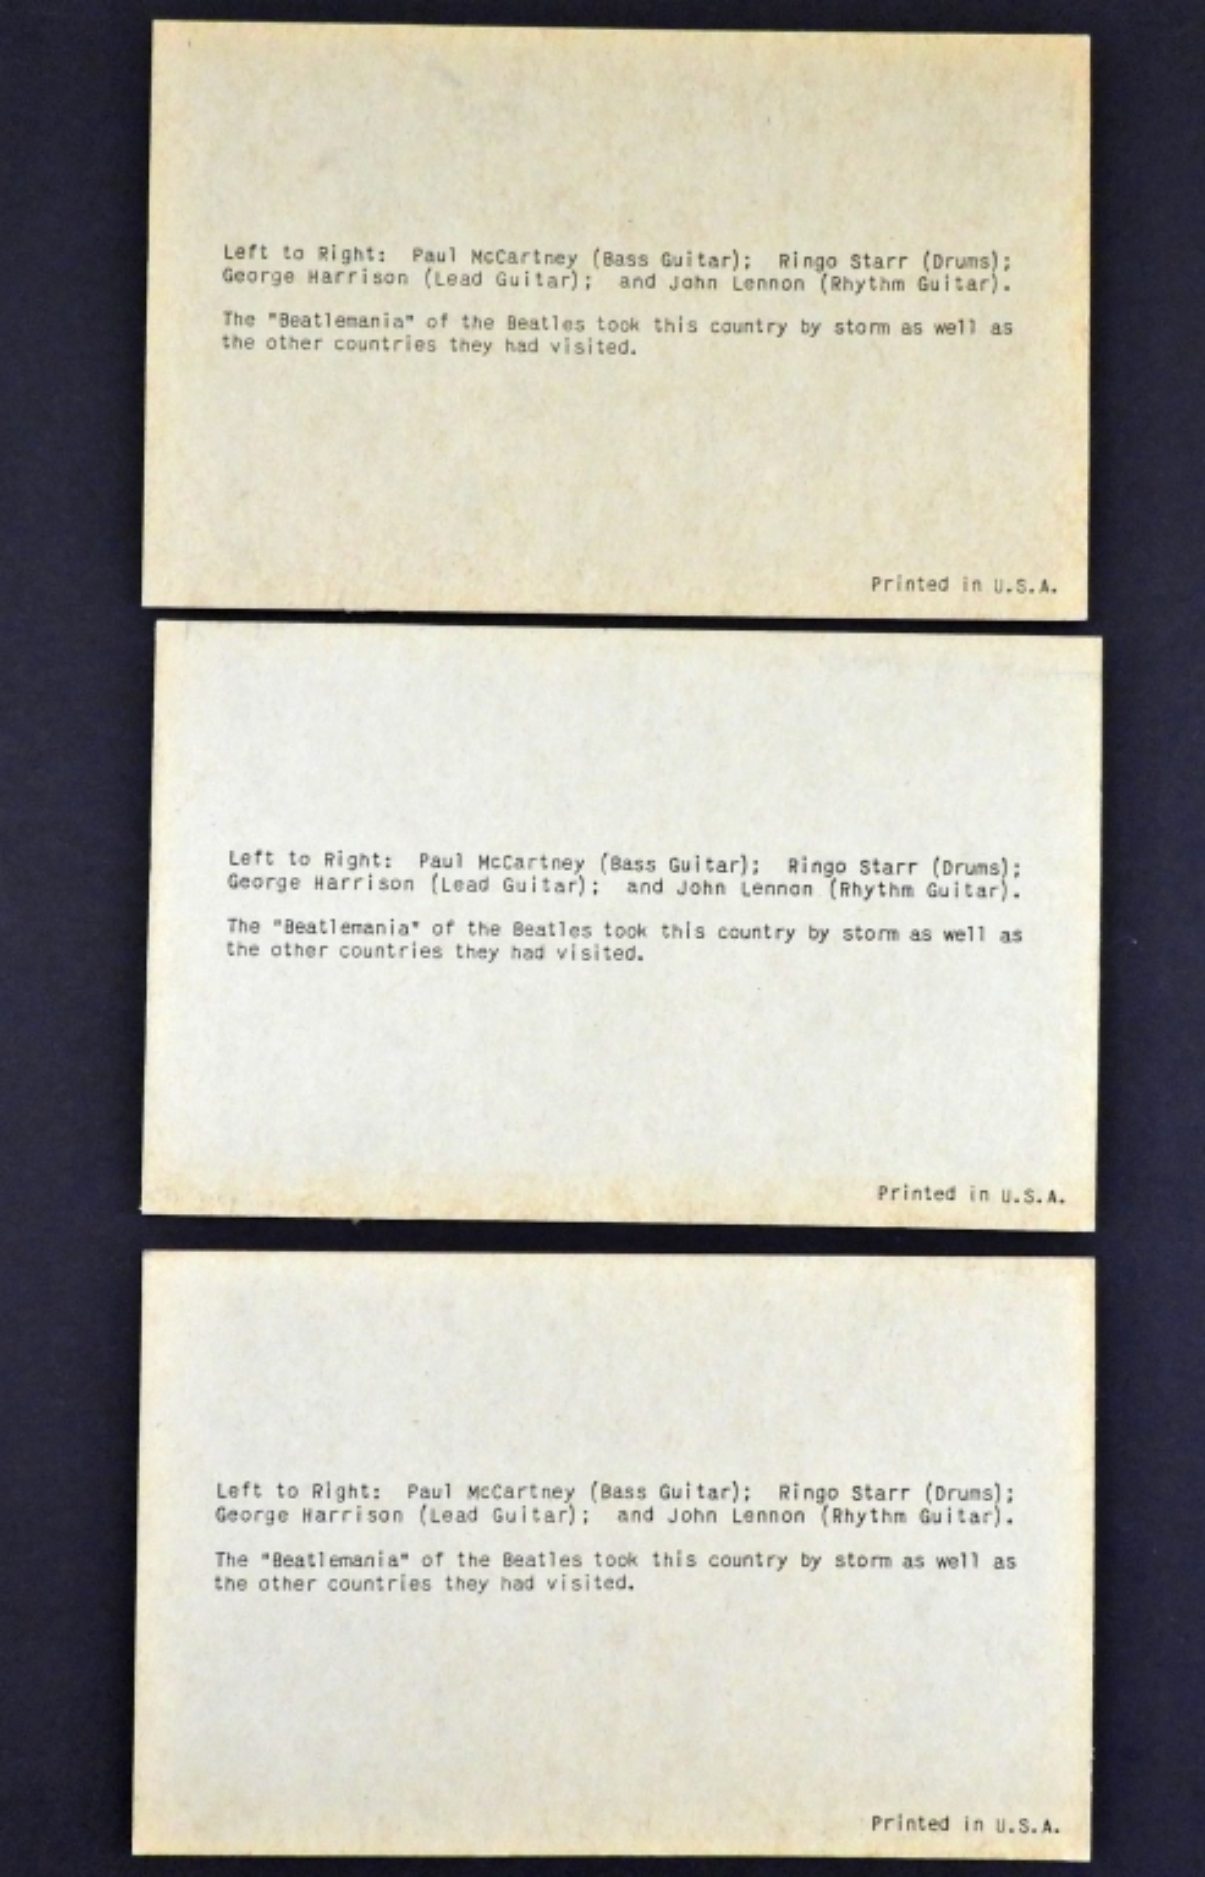 Left to Right:  Paul McCartney (Bass Guitar);  Ringo Starr (Drums);
George Harrison (Lead Guitar);  and John Lennon (Rhythm Guitar).
The "Beatlemania" of the Beatles took this country by storm as well as
the other countries they had visited.
Printed in U.S.A.
Left to Right:  Paul McCartney (Bass Guitar);  Ringo Starr (Drums);
George Harrison (Lead Guitar);  and John Lennon (Rhythm Guitar).
The "Beatlemania" of the Beatles took this country by storm as well as
the other countries they had visited.
Printed in U.S.A.
Left to Right:  Paul McCartney (Bass Guitar);  Ringo Starr (Drums);
George Harrison (Lead Guitar);  and John Lennon (Rhythm Guitar).
The "Beatlemania" of the Beatles took this country by storm as well as
the other countries they had visited.
Printed in U.S.A.